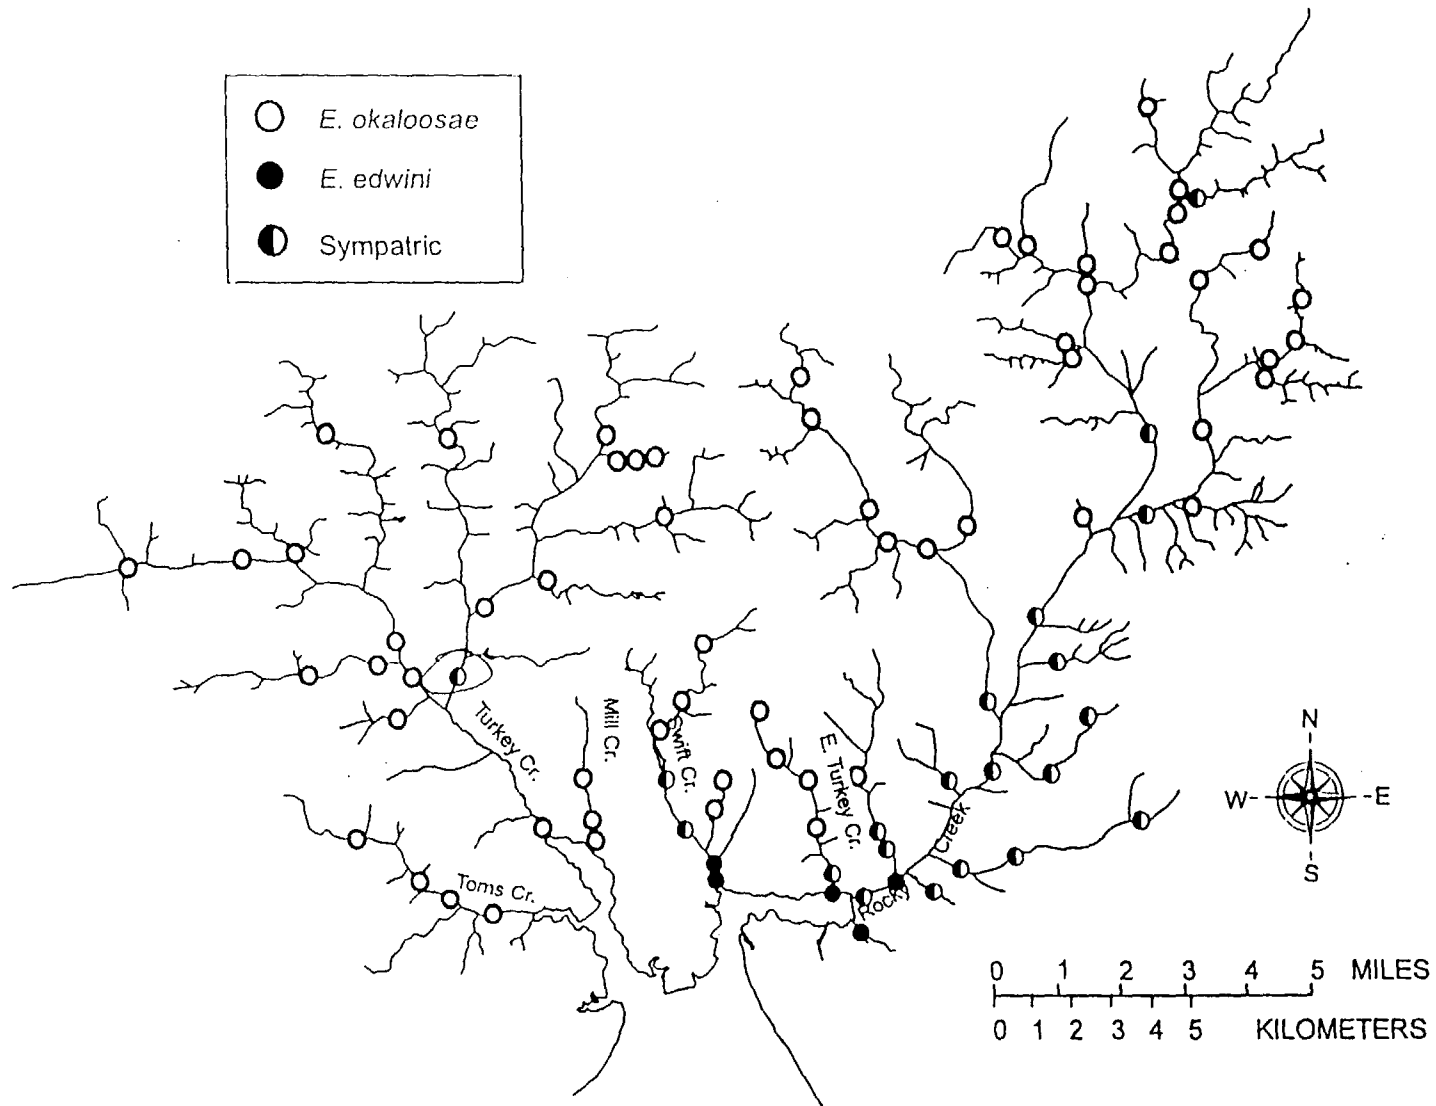 E. okaloosae
E. edwini
Sympatric
Turkey Cr.
Mill Cr.
Swift Cr.
E. Turkey Cr.
Rocky Creek
Toms Cr.
N
W
E
S
0 1 2 3 4 5 MILES
0 1 2 3 4 5 KILOMETERS